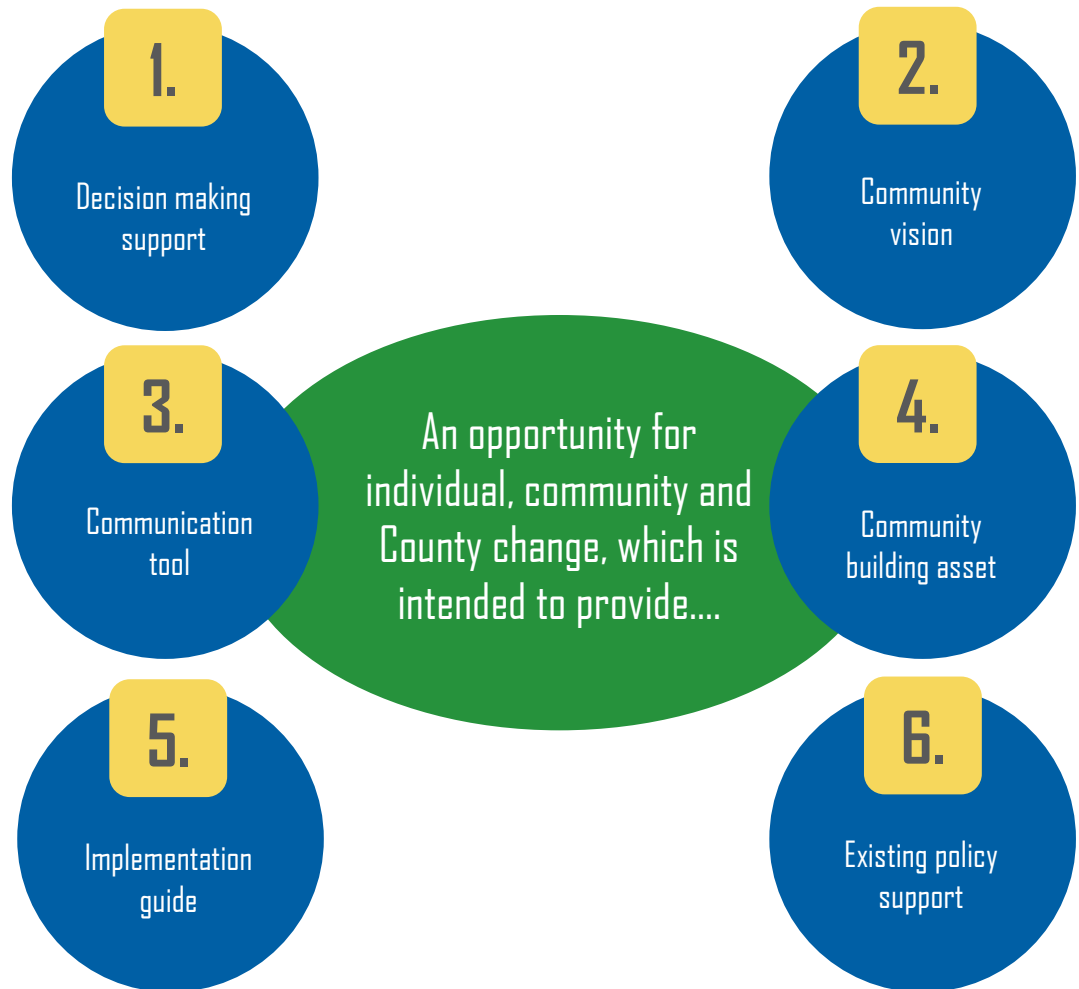 1.
Decision making
support
2.
Community
vision
An opportunity for
individual, community and
County change, which is
intended to provide....
3.
Communication
tool
4.
Community
building asset
5.
Implementation
guide
6.
Existing policy
support